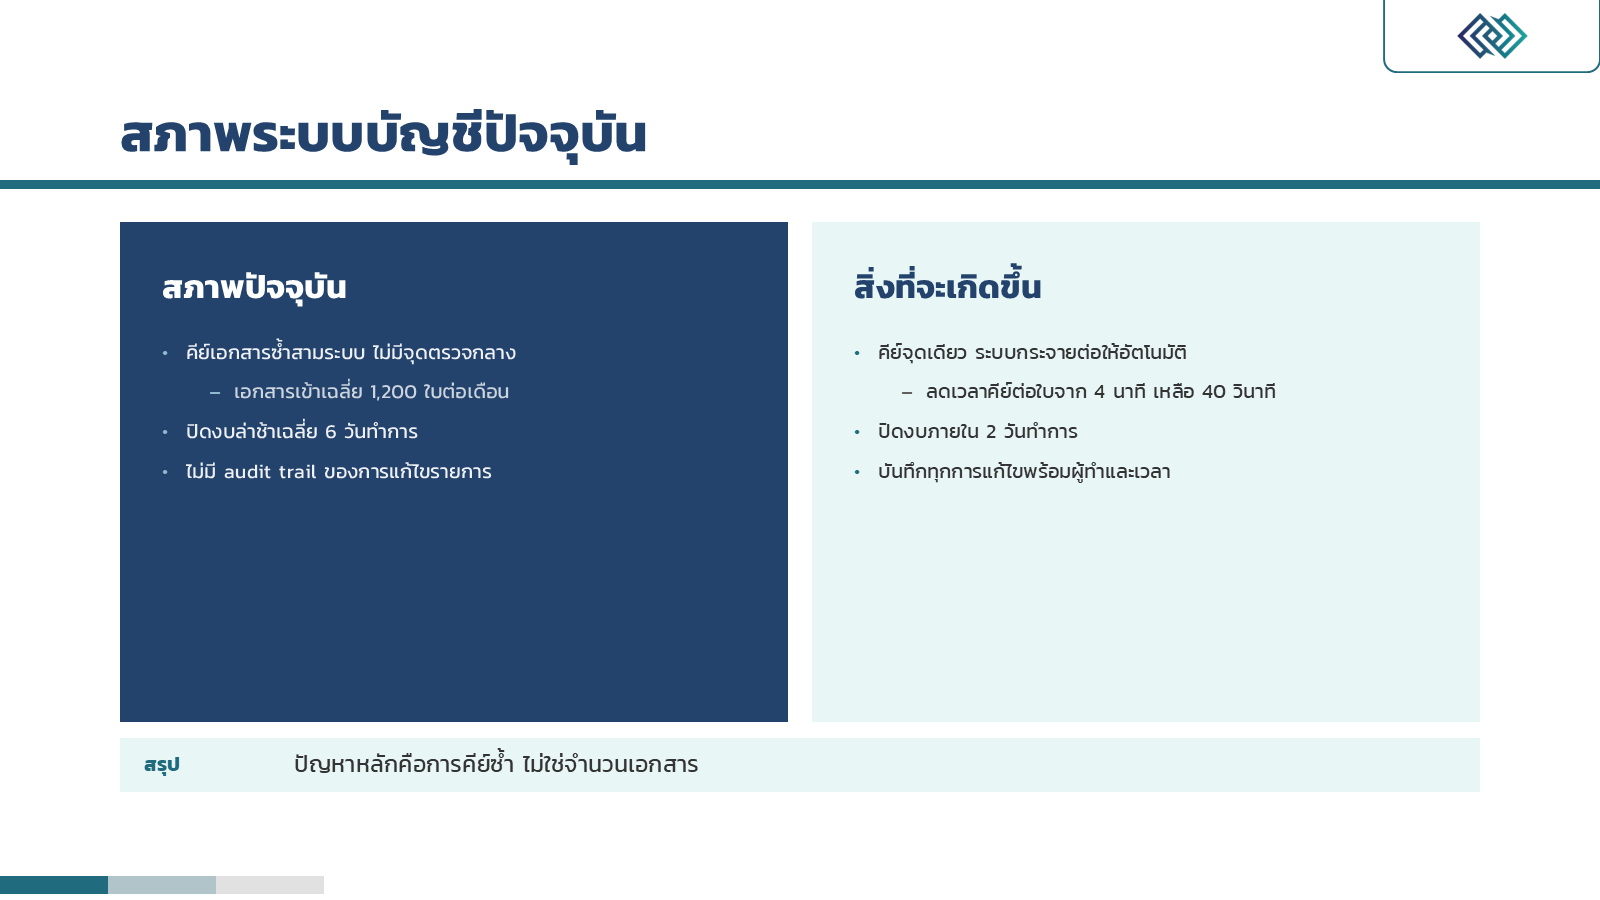 สภาพระบบบัญชีปัจจุบัน
สภาพปัจจุบัน
• คีย์เอกสารซ้ำสามระบบ ไม่มีจุดตรวจกลาง
– เอกสารเข้าเฉลี่ย 1,200 ใบต่อเดือน
• ปิดงบล่าช้าเฉลี่ย 6 วันทำการ
• ไม่มี audit trail ของการแก้ไขรายการ
สิ่งที่จะเกิดขึ้น
• คีย์จุดเดียว ระบบกระจายต่อให้อัตโนมัติ
– ลดเวลาคีย์ต่อใบจาก 4 นาที เหลือ 40 วินาที
• ปิดงบภายใน 2 วันทำการ
• บันทึกทุกการแก้ไขพร้อมผู้ทำและเวลา
สรุป ปัญหาหลักคือการคีย์ซ้ำ ไม่ใช่จำนวนเอกสาร